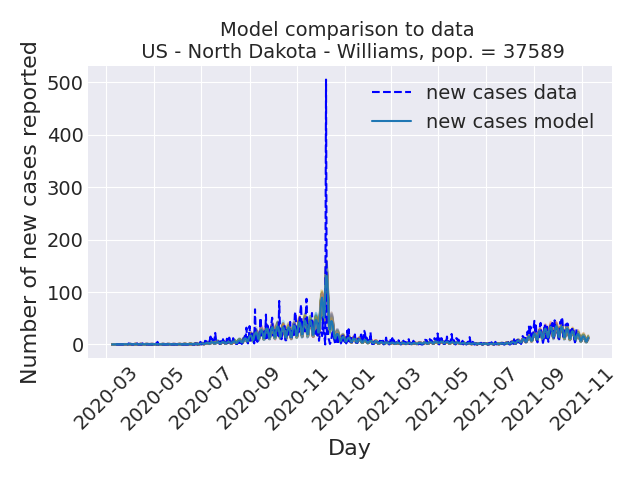 Model comparison to data
US - North Dakota - Williams, pop. = 37589
Number of new cases reported
500
400
300
200
100
0
new cases data
new cases model
2020-03
2020-05
2020-07
2020-09
2020-11
2021-01
2021-03
2021-05
2021-07
2021-09
2021-11
Day